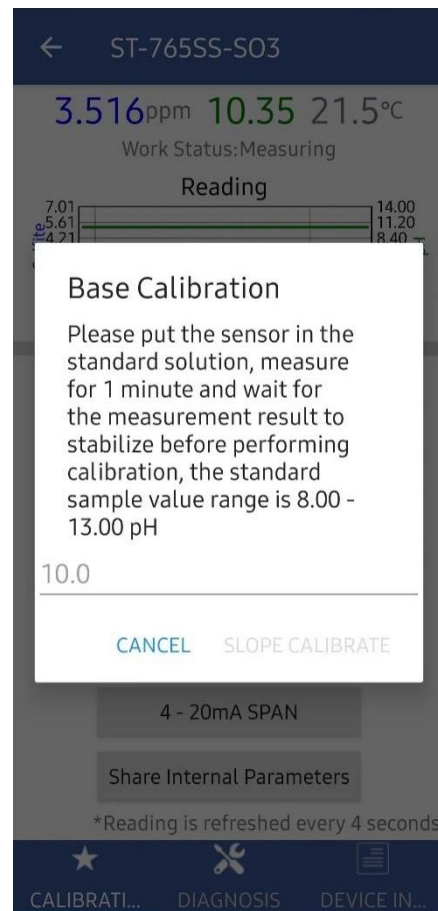 ← ST-765SS-SO3
3.516ppm 10.35 21.5°C
Work Status:Measuring
Reading
7.01 14.00
5.61 11.20
4.21 8.40
Base Calibration
Please put the sensor in the
standard solution, measure
for 1 minute and wait for
the measurement result to
stabilize before performing
calibration, the standard
sample value range is 8.00 -
13.00 pH
10.0
CANCEL SLOPE CALIBRATE
4 - 20mA SPAN
Share Internal Parameters
*Reading is refreshed every 4 seconds
CALIBRATI... DIAGNOSIS DEVICE IN...